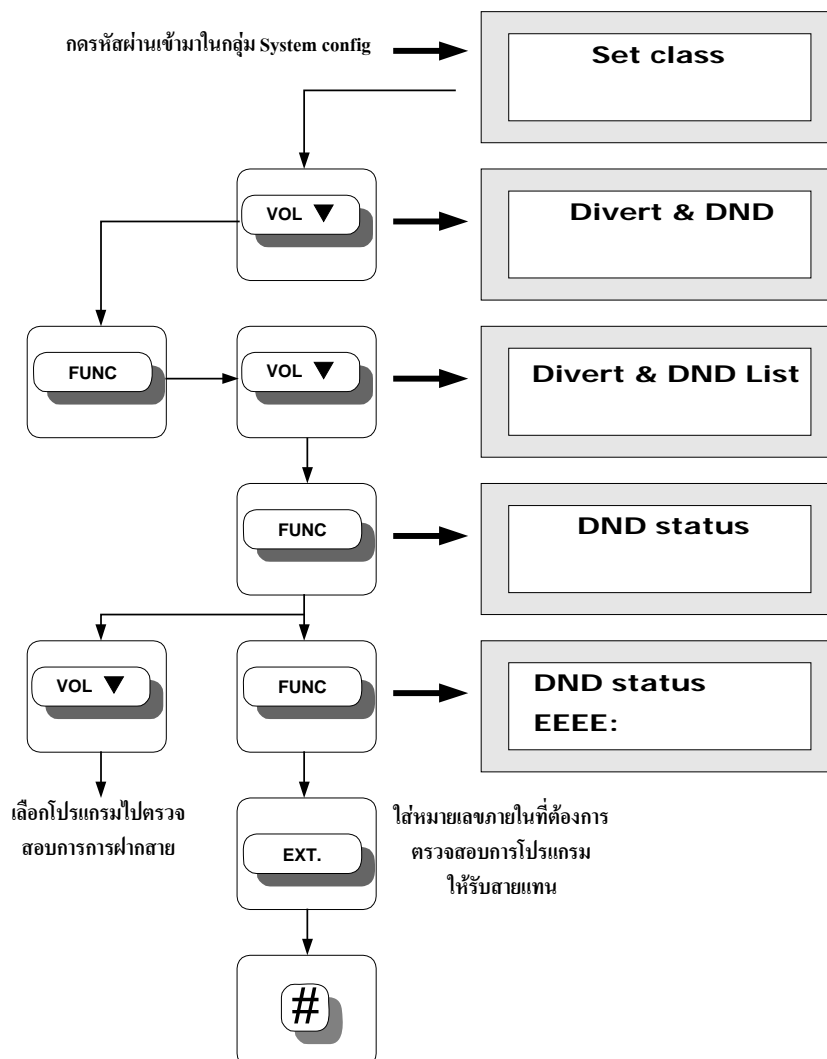 กดรหัสผ่านเข้ามาในกลุ่ม System config
Set class
VOL ▼
Divert & DND
FUNC
VOL ▼
Divert & DND List
FUNC
DND status
VOL ▼
FUNC
DND status
EEEE:
เลือกโปรแกรมไปตรวจ
สอบการการฝากสาย
EXT.
ใส่หมายเลขภายในที่ต้องการ
ตรวจสอบการโปรแกรม
ให้รับสายแทน
#